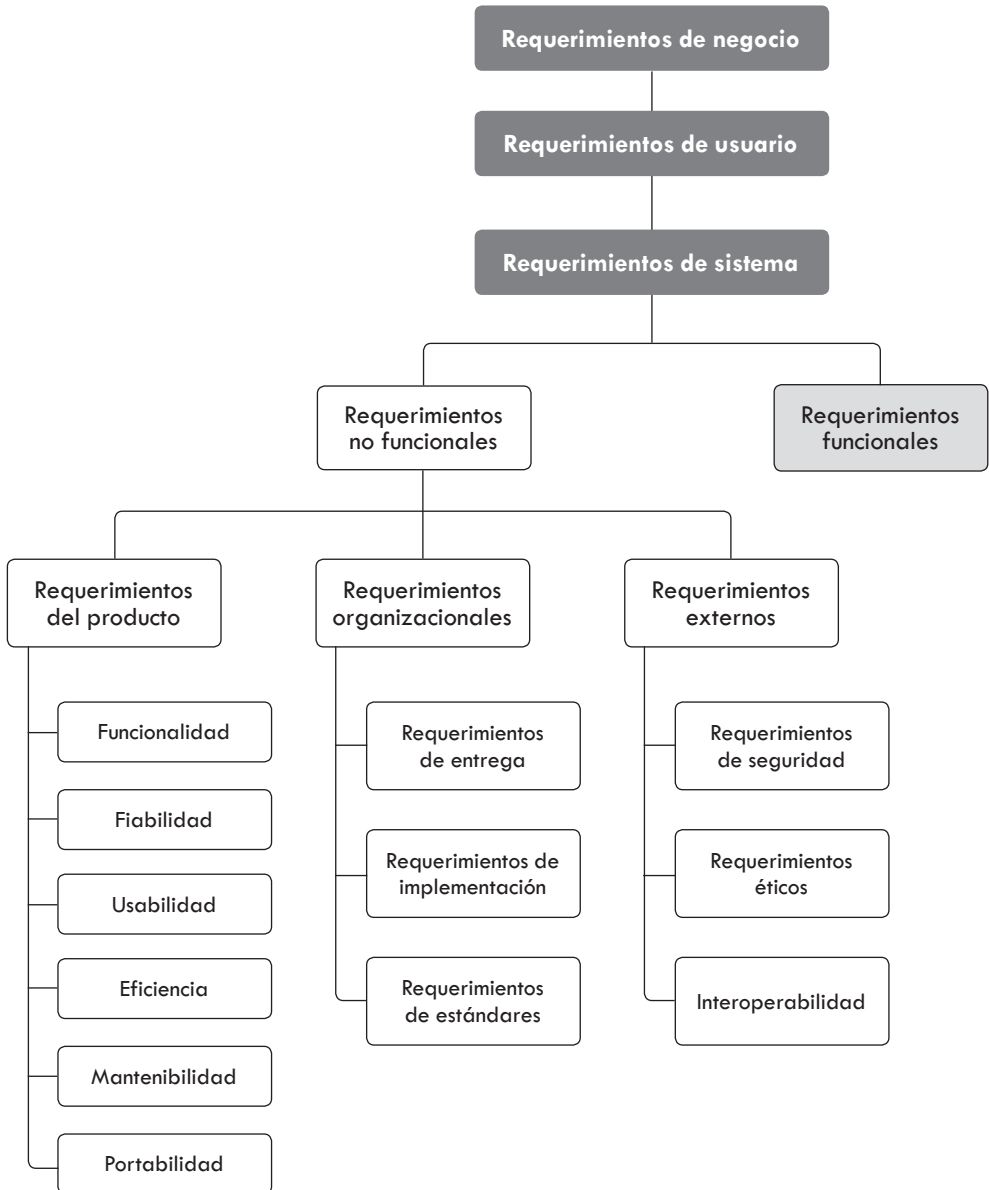 Requerimientos de negocio
Requerimientos de usuario
Requerimientos de sistema
Requerimientos
no funcionales
Requerimientos
funcionales
Requerimientos
del producto
Requerimientos
organizacionales
Requerimientos
externos
Funcionalidad
Fiabilidad
Usabilidad
Eficiencia
Mantenibilidad
Portabilidad
Requerimientos
de entrega
Requerimientos de
implementación
Requerimientos
de estándares
Requerimientos
de seguridad
Requerimientos
éticos
Interoperabilidad